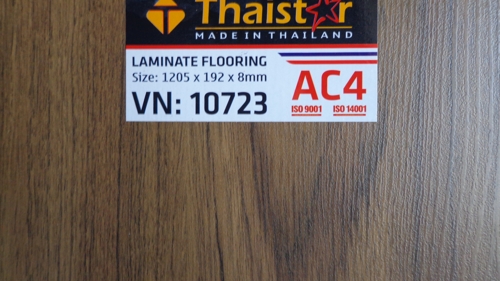 Thaistar
MADE IN THAILAND
LAMINATE FLOORING
Size: 1205 x 192 x 8mm
VN: 10723
AC4
ISO 9001 ISO 14001